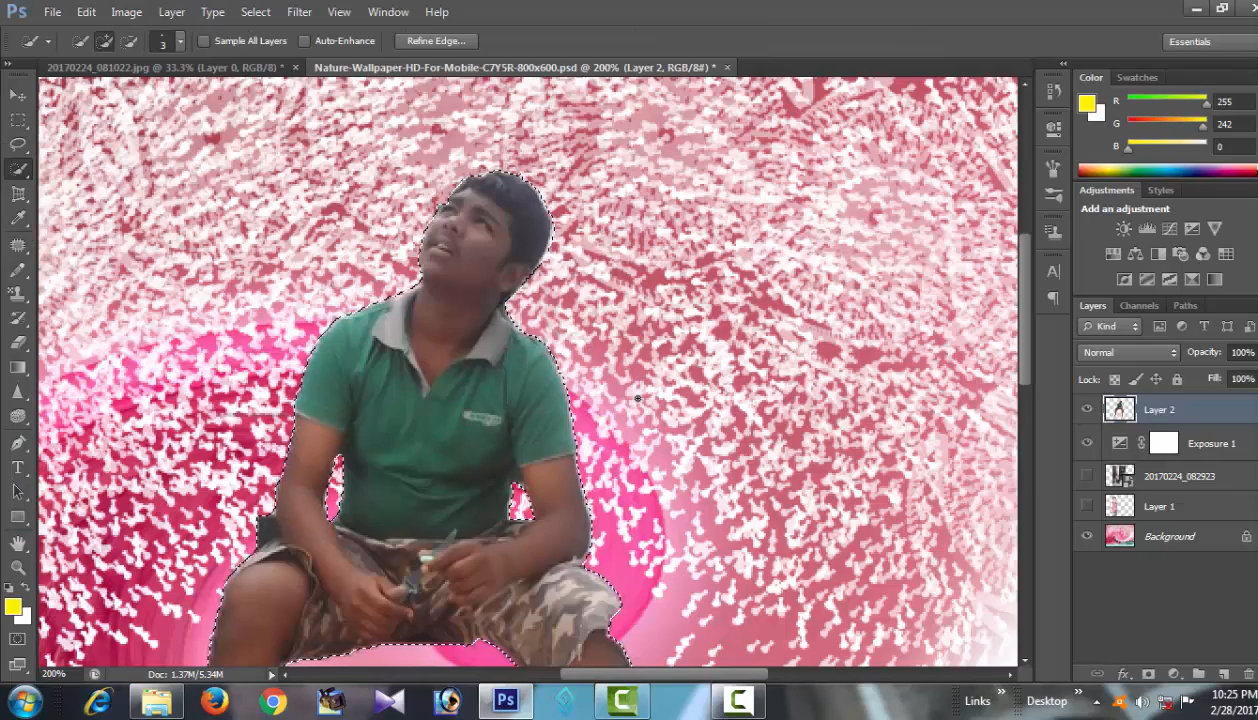 Ps File Edit Image Layer Type Select Filter View Window Help
3 Sample All Layers Auto-Enhance Refine Edge... Essentials
20170224_081022.jpg @ 33.3% (Layer 0, RGB/8) * × Nature-Wallpaper-HD-For-Mobile-C7Y5R-800x600.psd @ 200% (Layer 2, RGB/8#) * ×
Color Swatches
R 255
G 242
B 0
Adjustments Styles
Add an adjustment
Layers Channels Paths
Kind
Normal Opacity: 100%
Lock: Fill: 100%
Layer 2
Exposure 1
20170224_082923
Layer 1
Background
200% Doc: 1.37M/5.34M
Links Desktop 10:25 PM
2/28/201